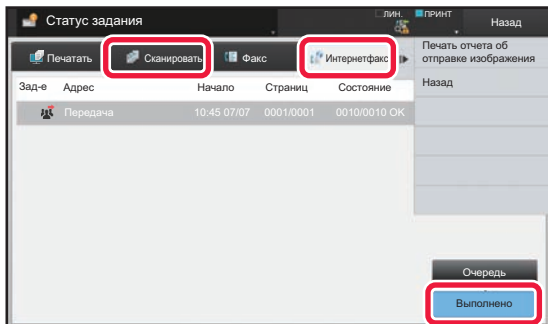 Статус задания
ЛИН.
ПРИНТ
Назад
Печатать
Сканировать
Факс
Интернетфакс
Печать отчета об
отправке изображения
Назад
Зад-е Адрес Начало Страниц Состояние
Передача 10:45 07/07 0001/0001 0010/0010 OK
Очередь
Выполнено